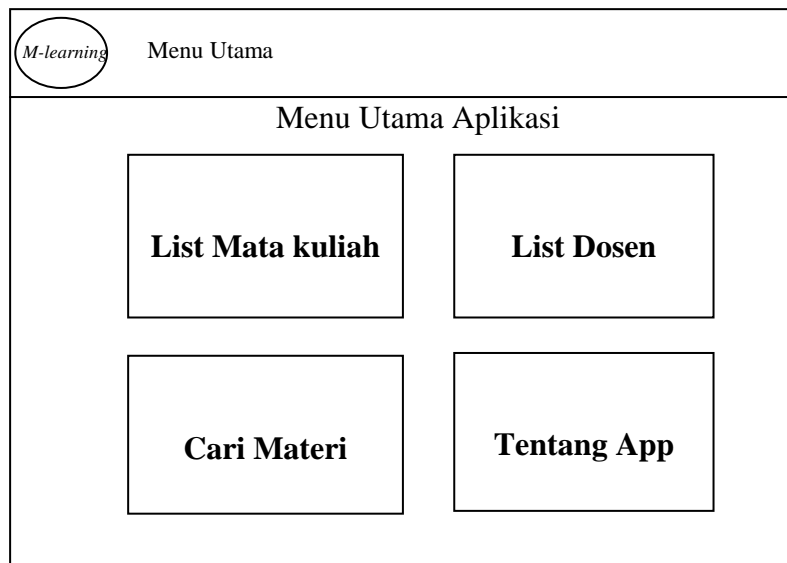 M-learning
Menu Utama
Menu Utama Aplikasi
List Mata kuliah
List Dosen
Cari Materi
Tentang App